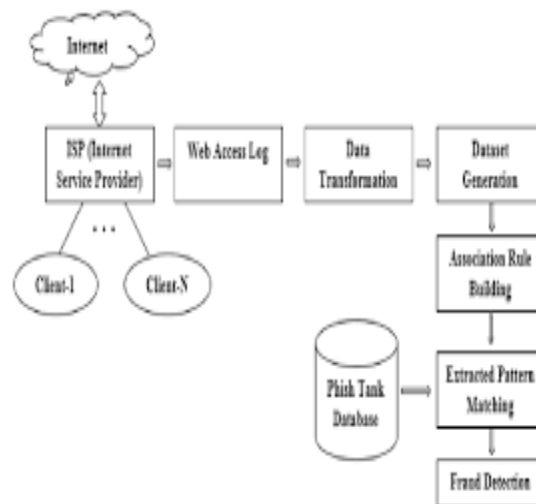 Internet
ISP (Internet
Service Provider)
Web Access Log
Data
Transformation
Dataset
Generation
...
Client-1
Client-N
Association Rule
Building
Phish Tank
Database
Extracted Pattern
Matching
Fraud Detection